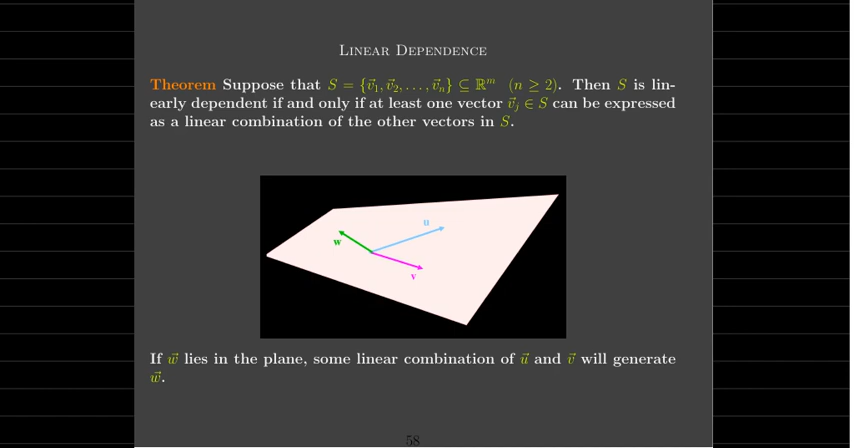 Linear Dependence
Theorem Suppose that S = {v⃗₁, v⃗₂, . . . , v⃗ₙ} ⊆ ℝᵐ (n ≥ 2). Then S is lin-
early dependent if and only if at least one vector v⃗ⱼ ∈ S can be expressed
as a linear combination of the other vectors in S.
u
w
v
If w⃗ lies in the plane, some linear combination of u⃗ and v⃗ will generate
w⃗.
58